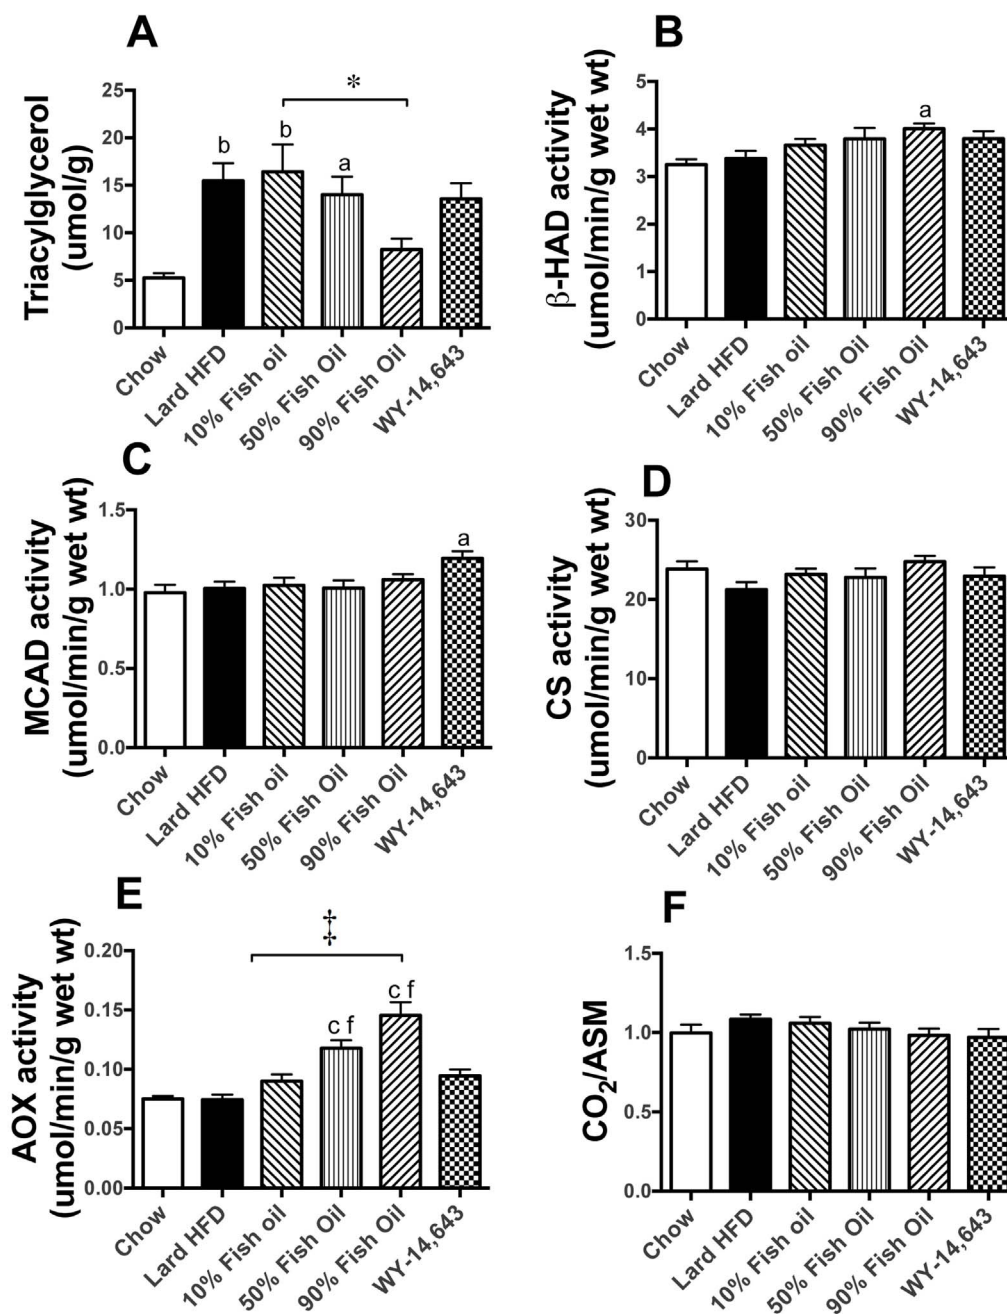 A
Triacylglycerol
(umol/g)
25
20
15
10
5
0
*
b
b
a
Chow
Lard HFD
10% Fish oil
50% Fish Oil
90% Fish Oil
WY-14,643
B
β-HAD activity
(umol/min/g wet wt)
5
4
3
2
1
0
a
Chow
Lard HFD
10% Fish oil
50% Fish Oil
90% Fish Oil
WY-14,643
C
MCAD activity
(umol/min/g wet wt)
1.5
1.0
0.5
0.0
a
Chow
Lard HFD
10% Fish oil
50% Fish Oil
90% Fish Oil
WY-14,643
D
CS activity
(umol/min/g wet wt)
30
20
10
0
Chow
Lard HFD
10% Fish oil
50% Fish Oil
90% Fish Oil
WY-14,643
E
AOX activity
(umol/min/g wet wt)
0.20
0.15
0.10
0.05
0.00
‡
c f
c f
Chow
Lard HFD
10% Fish oil
50% Fish Oil
90% Fish Oil
WY-14,643
F
CO₂/ASM
1.5
1.0
0.5
0.0
Chow
Lard HFD
10% Fish oil
50% Fish Oil
90% Fish Oil
WY-14,643